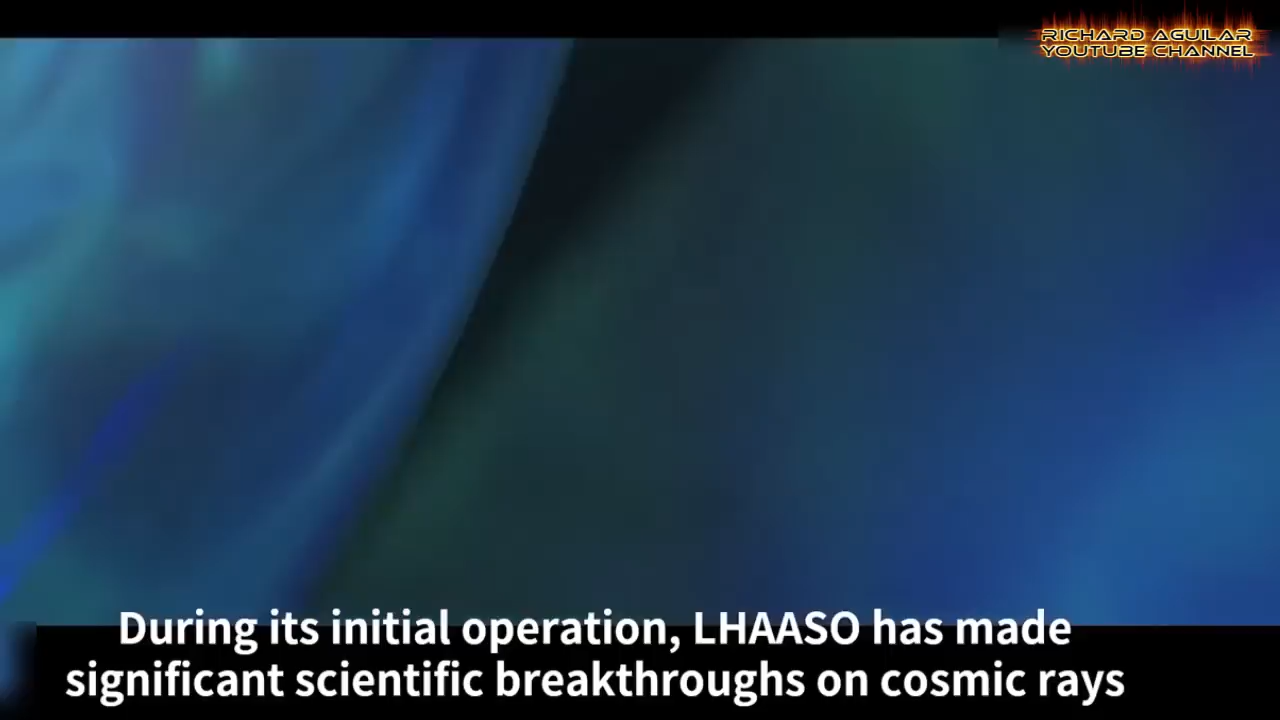 RICHARD AGUILAR
YOUTUBE CHANNEL
During its initial operation, LHAASO has made
significant scientific breakthroughs on cosmic rays